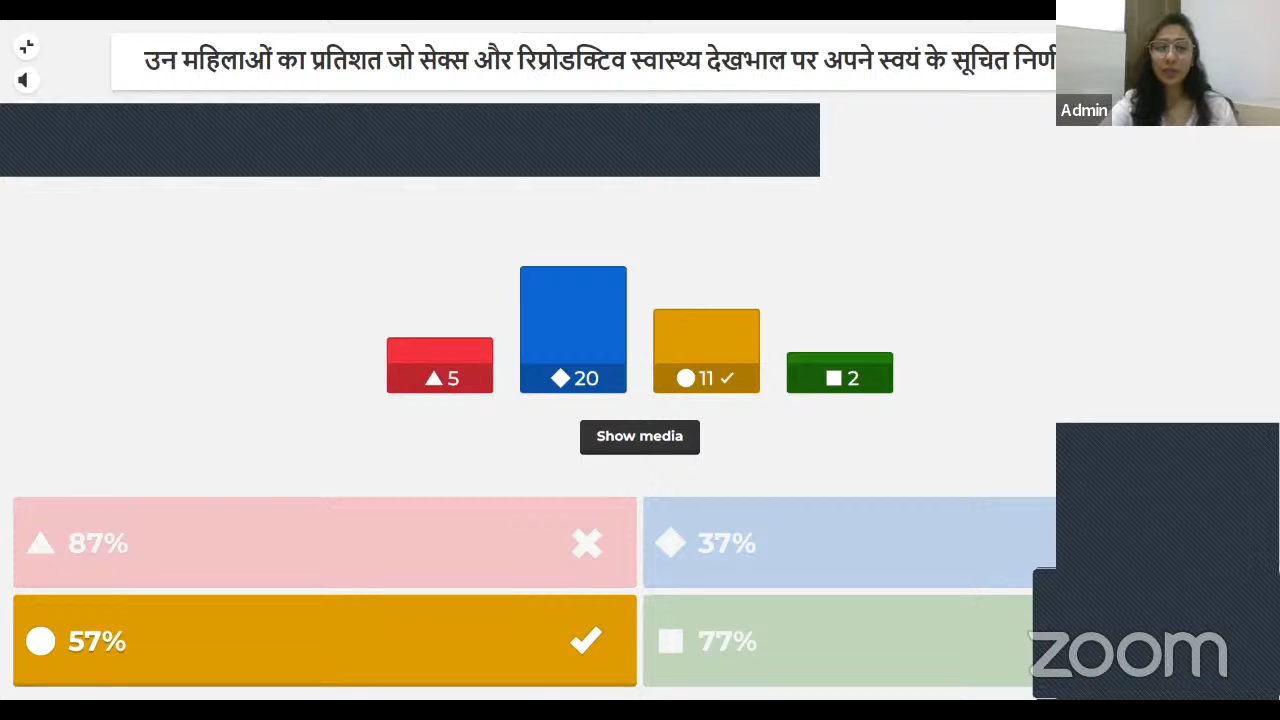 उन महिलाओं का प्रतिशत जो सेक्स और रिप्रोडक्टिव स्वास्थ्य देखभाल पर अपने स्वयं के सूचित
Admin
5
20
11
2
Show media
87%
37%
57%
77%
zoom